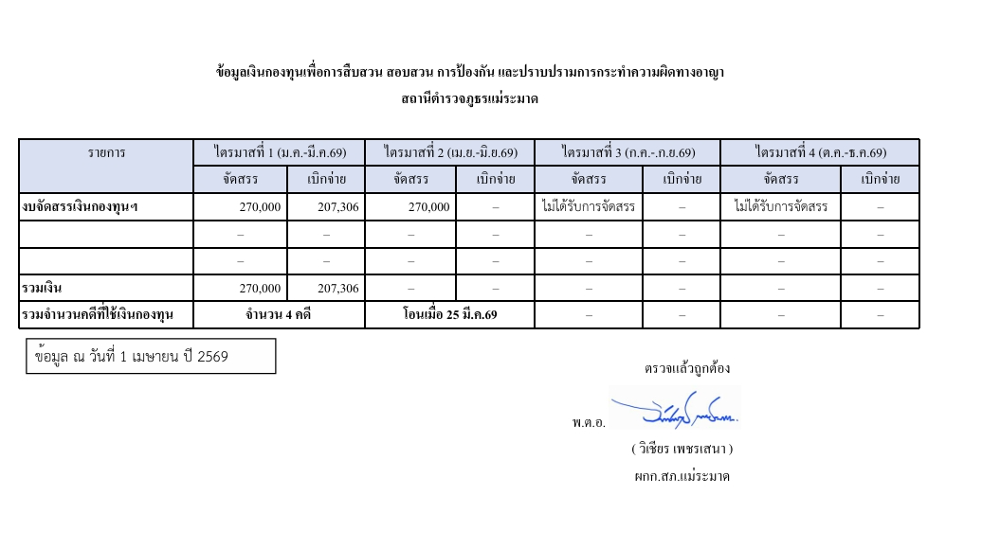 ข้อมูลเงินกองทุนเพื่อการสืบสวน สอบสวน การป้องกัน และปราบปรามการกระทำความผิดทางอาญา
สถานีตำรวจภูธรแม่ระมาด
รายการ ไตรมาสที่ 1 (ม.ค.-มี.ค.69) ไตรมาสที่ 2 (เม.ย.-มิ.ย.69) ไตรมาสที่ 3 (ก.ค.-.ก.ย.69) ไตรมาสที่ 4 (ต.ค.-ธ.ค.69)
จัดสรร เบิกจ่าย จัดสรร เบิกจ่าย จัดสรร เบิกจ่าย จัดสรร เบิกจ่าย
งบจัดสรรเงินกองทุนฯ 270,000 207,306 270,000 – ไม่ได้รับการจัดสรร – ไม่ได้รับการจัดสรร –
– – – – – – – –
– – – – – – – –
รวมเงิน 270,000 207,306 – – – – – –
รวมจำนวนคดีที่ใช้เงินกองทุน จำนวน 4 คดี โอนเมื่อ 25 มี.ค.69 – – – –
ข้อมูล ณ วันที่ 1 เมษายน ปี 2569
ตรวจแล้วถูกต้อง
พ.ต.อ.
( วิเชียร เพชรเสนา )
ผกก.สภ.แม่ระมาด